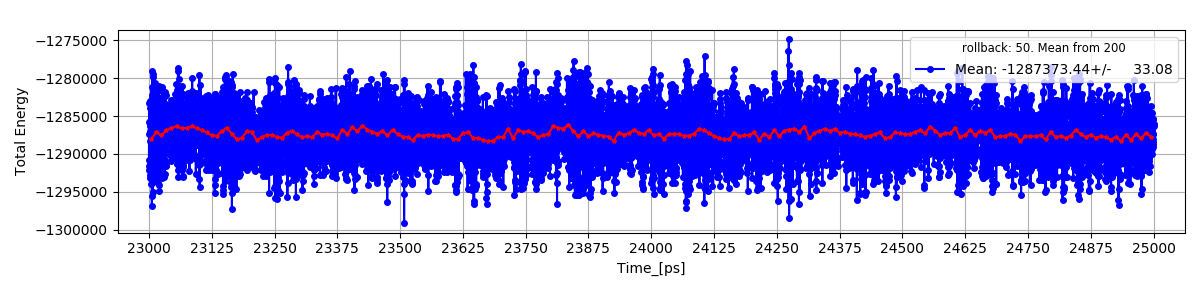 −1275000
−1280000
−1285000
−1290000
−1295000
−1300000
Total Energy
rollback: 50. Mean from 200
Mean: -1287373.44+/-     33.08
23000 23125 23250 23375 23500 23625 23750 23875 24000 24125 24250 24375 24500 24625 24750 24875 25000
Time_[ps]